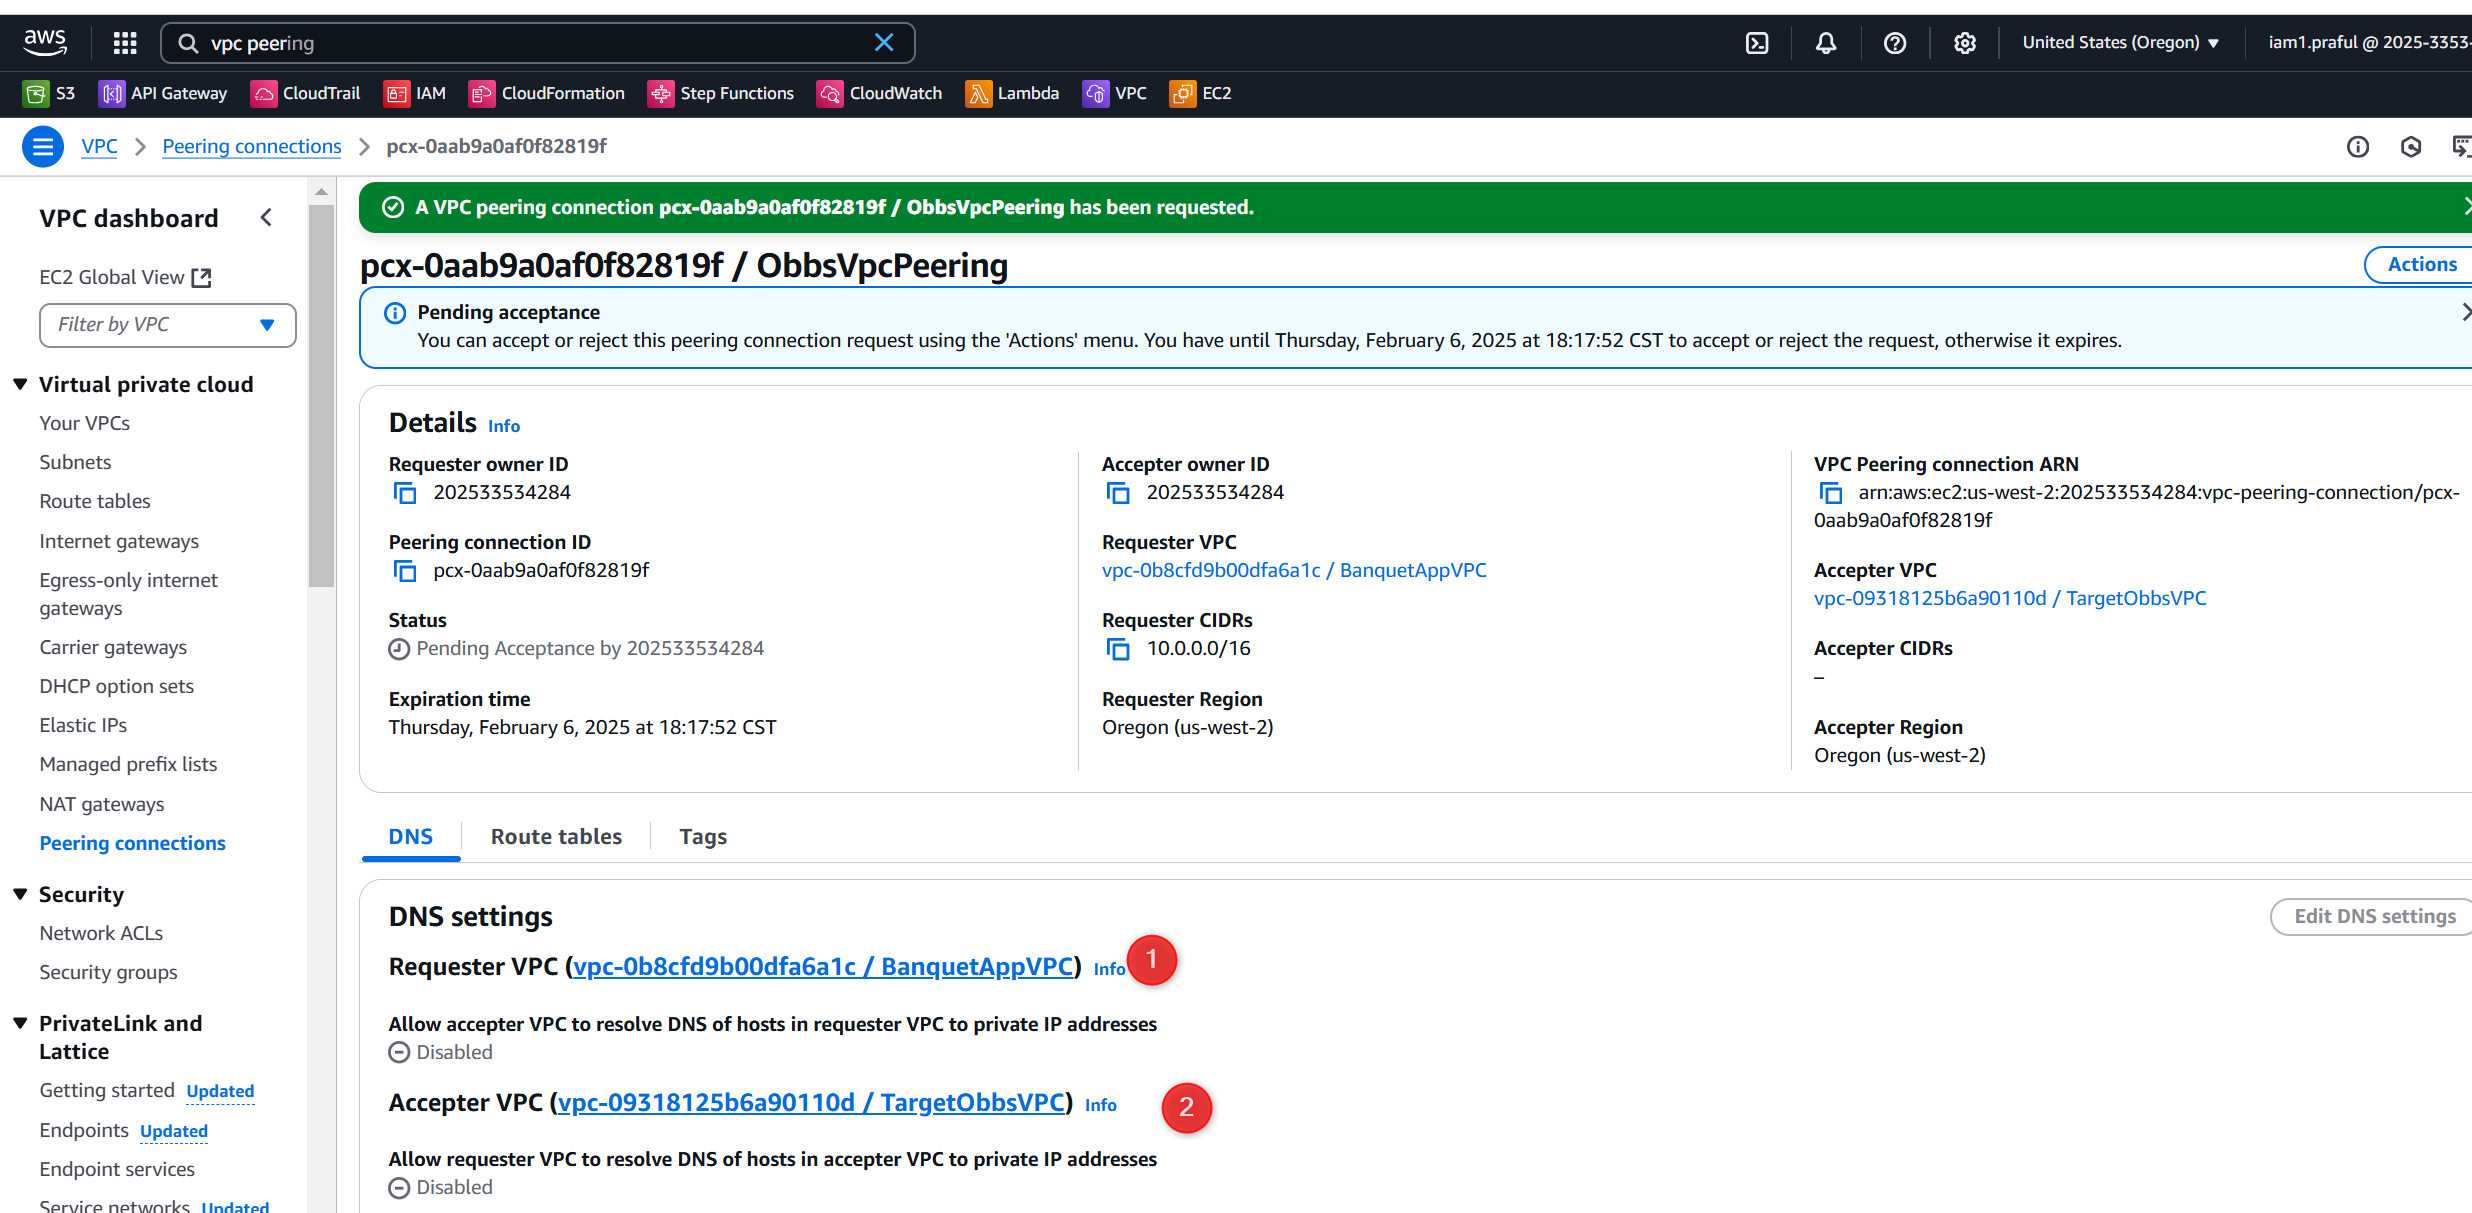 aws
vpc peering
United States (Oregon) ▼
iam1.praful @ 2025-3353-
S3 API Gateway CloudTrail IAM CloudFormation Step Functions CloudWatch Lambda VPC EC2
VPC > Peering connections > pcx-0aab9a0af0f82819f
VPC dashboard
EC2 Global View
Filter by VPC
Virtual private cloud
Your VPCs
Subnets
Route tables
Internet gateways
Egress-only internet
gateways
Carrier gateways
DHCP option sets
Elastic IPs
Managed prefix lists
NAT gateways
Peering connections
Security
Network ACLs
Security groups
PrivateLink and
Lattice
Getting started Updated
Endpoints Updated
Endpoint services
Service networks Updated
A VPC peering connection pcx-0aab9a0af0f82819f / ObbsVpcPeering has been requested.
pcx-0aab9a0af0f82819f / ObbsVpcPeering
Actions
Pending acceptance
You can accept or reject this peering connection request using the 'Actions' menu. You have until Thursday, February 6, 2025 at 18:17:52 CST to accept or reject the request, otherwise it expires.
Details Info
Requester owner ID
202533534284
Peering connection ID
pcx-0aab9a0af0f82819f
Status
Pending Acceptance by 202533534284
Expiration time
Thursday, February 6, 2025 at 18:17:52 CST
Accepter owner ID
202533534284
Requester VPC
vpc-0b8cfd9b00dfa6a1c / BanquetAppVPC
Requester CIDRs
10.0.0.0/16
Requester Region
Oregon (us-west-2)
VPC Peering connection ARN
arn:aws:ec2:us-west-2:202533534284:vpc-peering-connection/pcx-
0aab9a0af0f82819f
Accepter VPC
vpc-09318125b6a90110d / TargetObbsVPC
Accepter CIDRs
–
Accepter Region
Oregon (us-west-2)
DNS Route tables Tags
DNS settings
Edit DNS settings
Requester VPC (vpc-0b8cfd9b00dfa6a1c / BanquetAppVPC) Info 1
Allow accepter VPC to resolve DNS of hosts in requester VPC to private IP addresses
Disabled
Accepter VPC (vpc-09318125b6a90110d / TargetObbsVPC) Info 2
Allow requester VPC to resolve DNS of hosts in accepter VPC to private IP addresses
Disabled